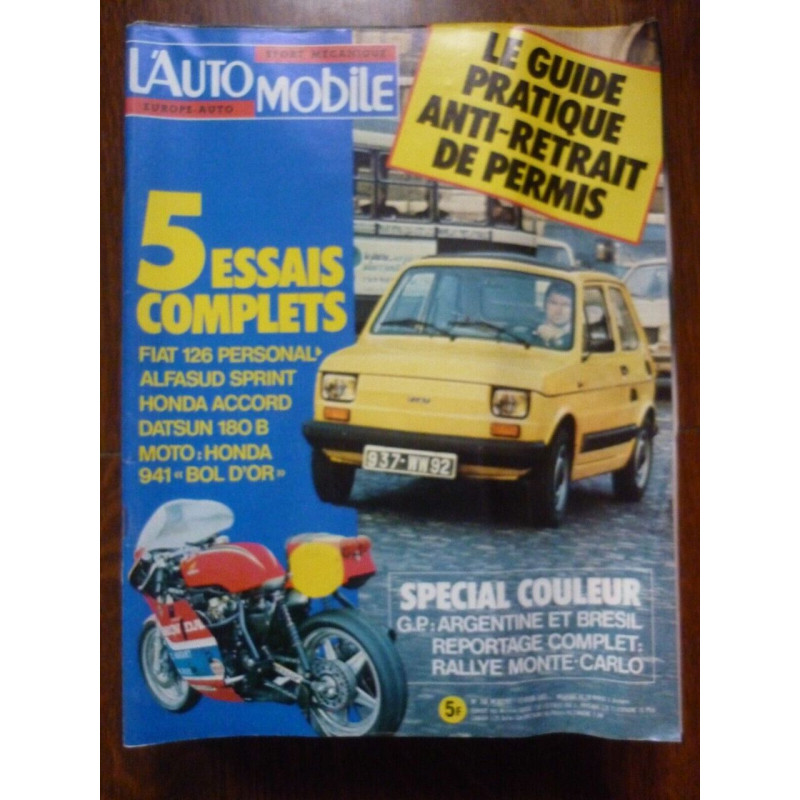 SPORT MECANIQUE
L'AUTO
MOBILE
EUROPE AUTO
LE GUIDE
PRATIQUE
ANTI-RETRAIT
DE PERMIS
5 ESSAIS
COMPLETS
FIAT 126 PERSONAL
ALFASUD SPRINT
HONDA ACCORD
DATSUN 180 B
MOTO : HONDA
941 « BOL D'OR »
937-WW92
SPECIAL COULEUR
G.P : ARGENTINE ET BRESIL
REPORTAGE COMPLET :
RALLYE MONTE-CARLO
5F